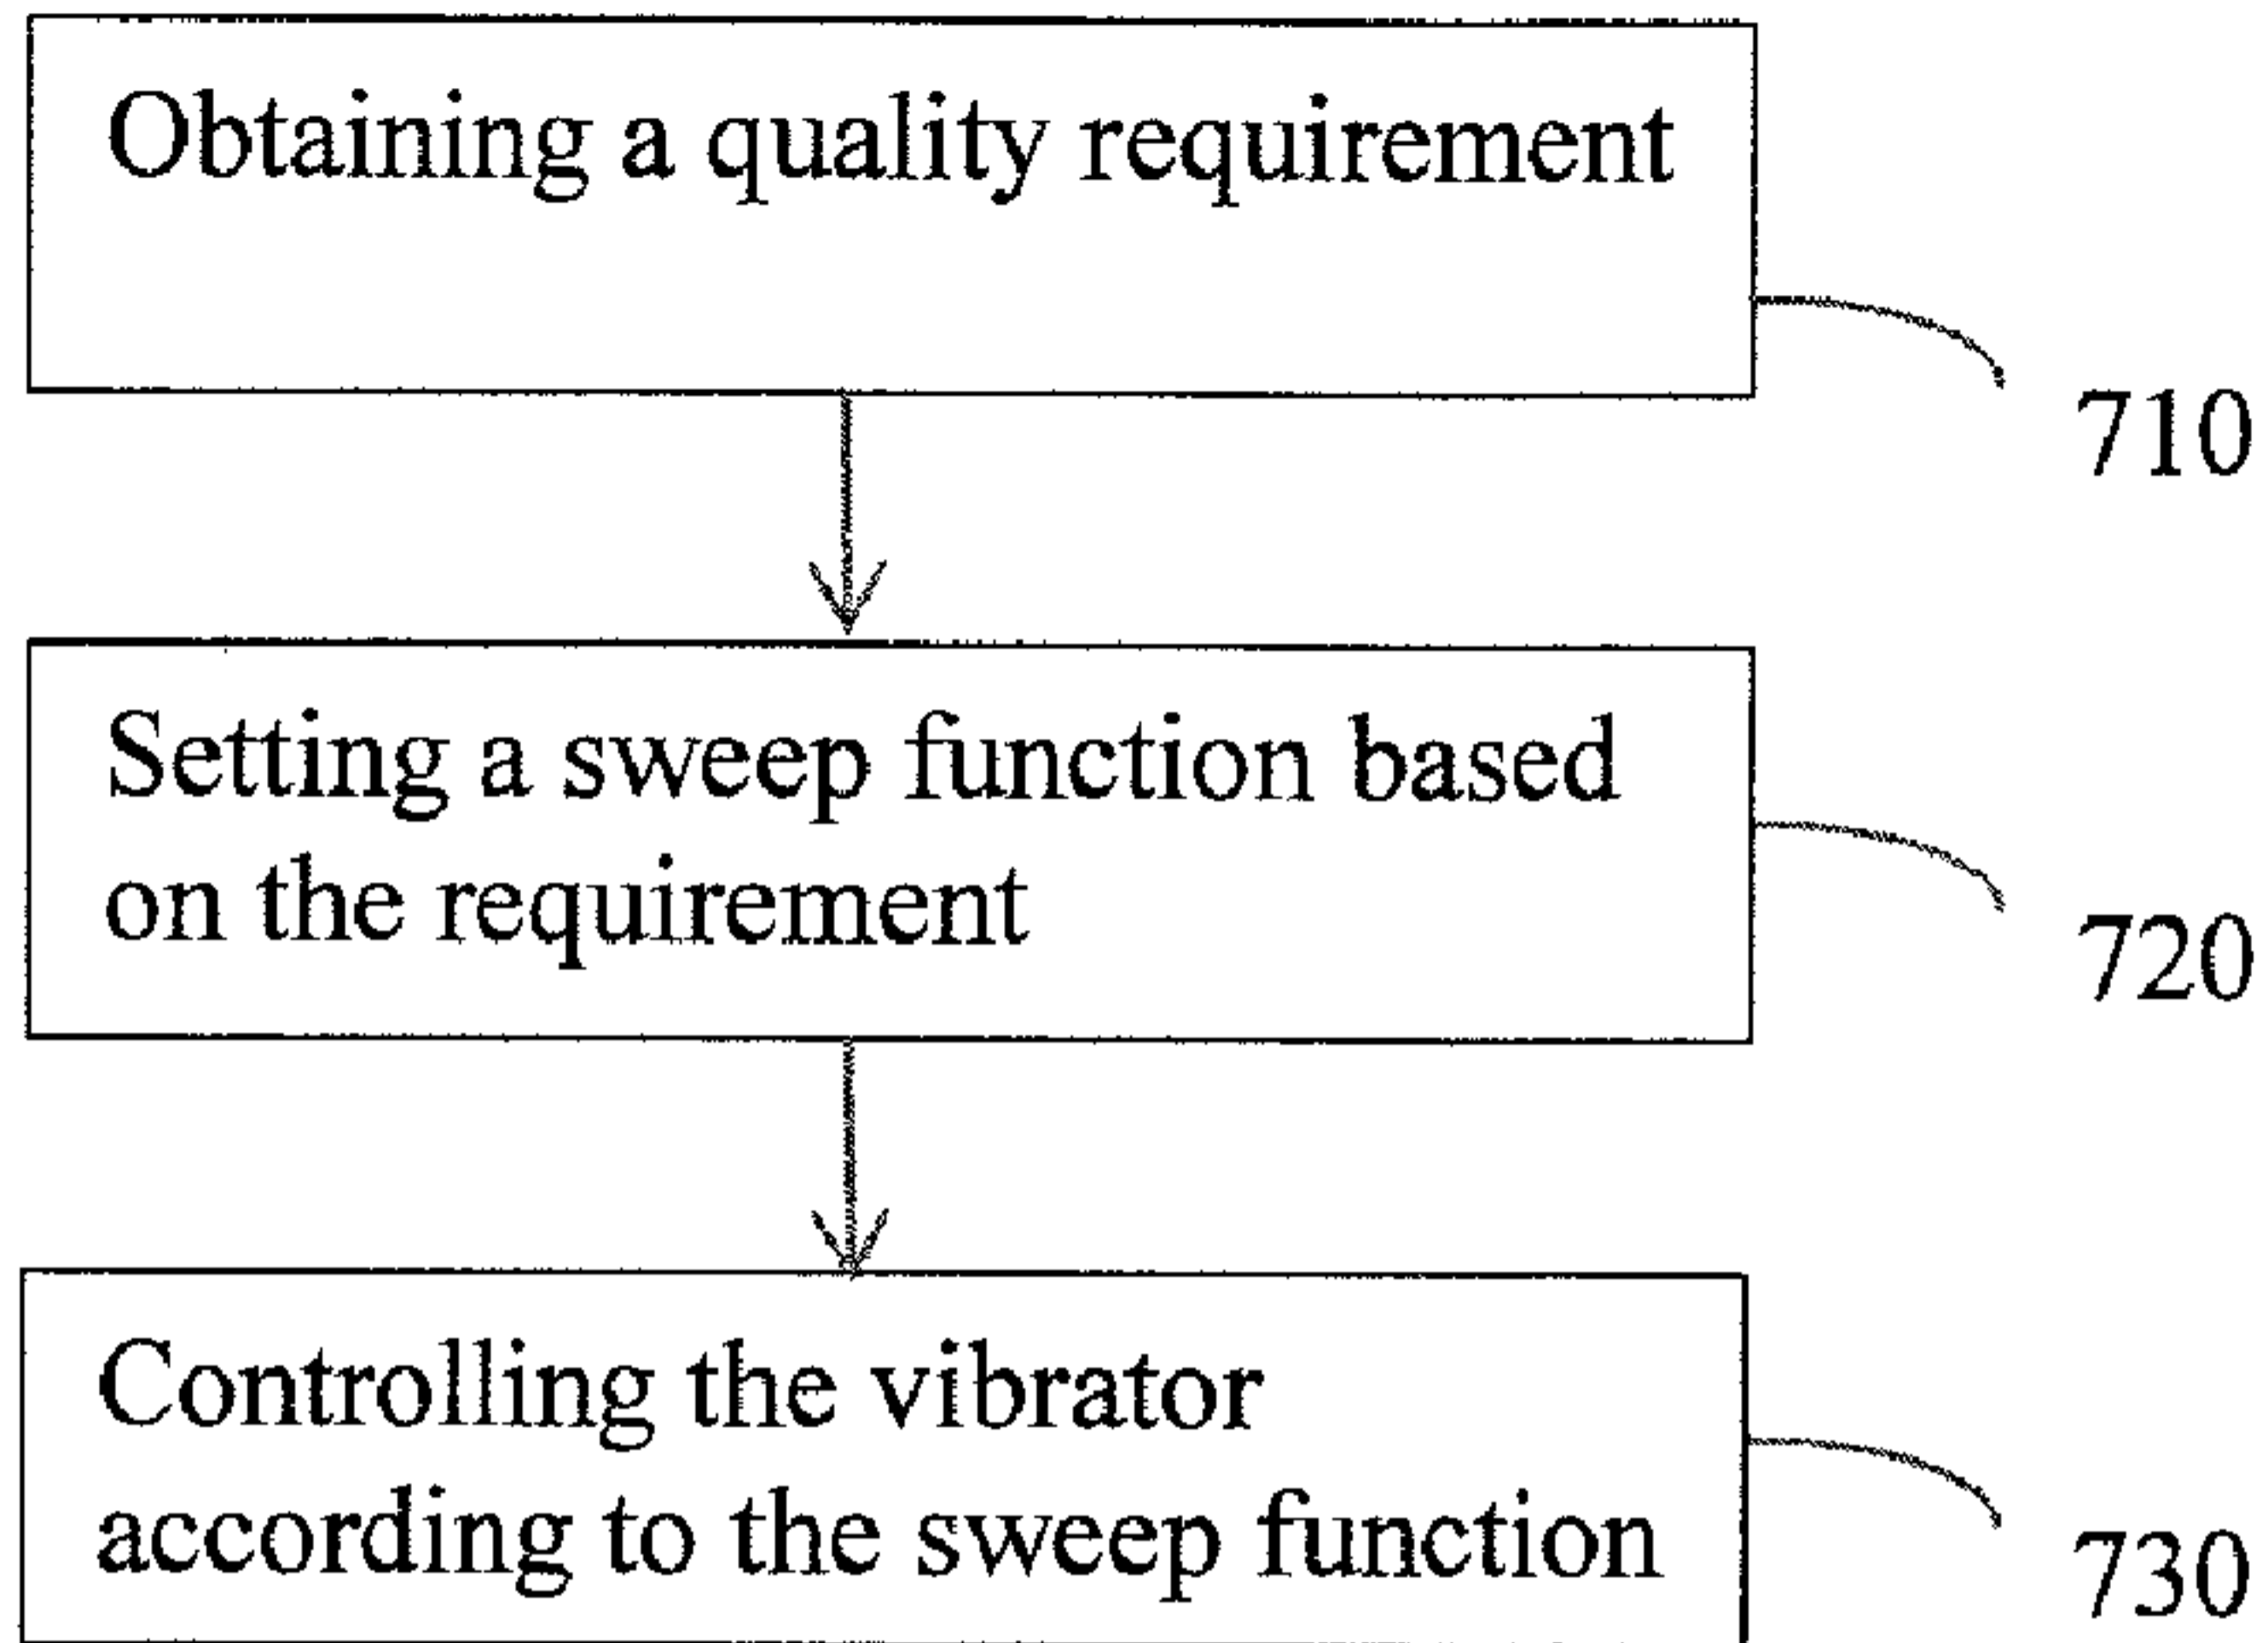 Obtaining a quality requirement
710
Setting a sweep function based
on the requirement
720
Controlling the vibrator
according to the sweep function
730